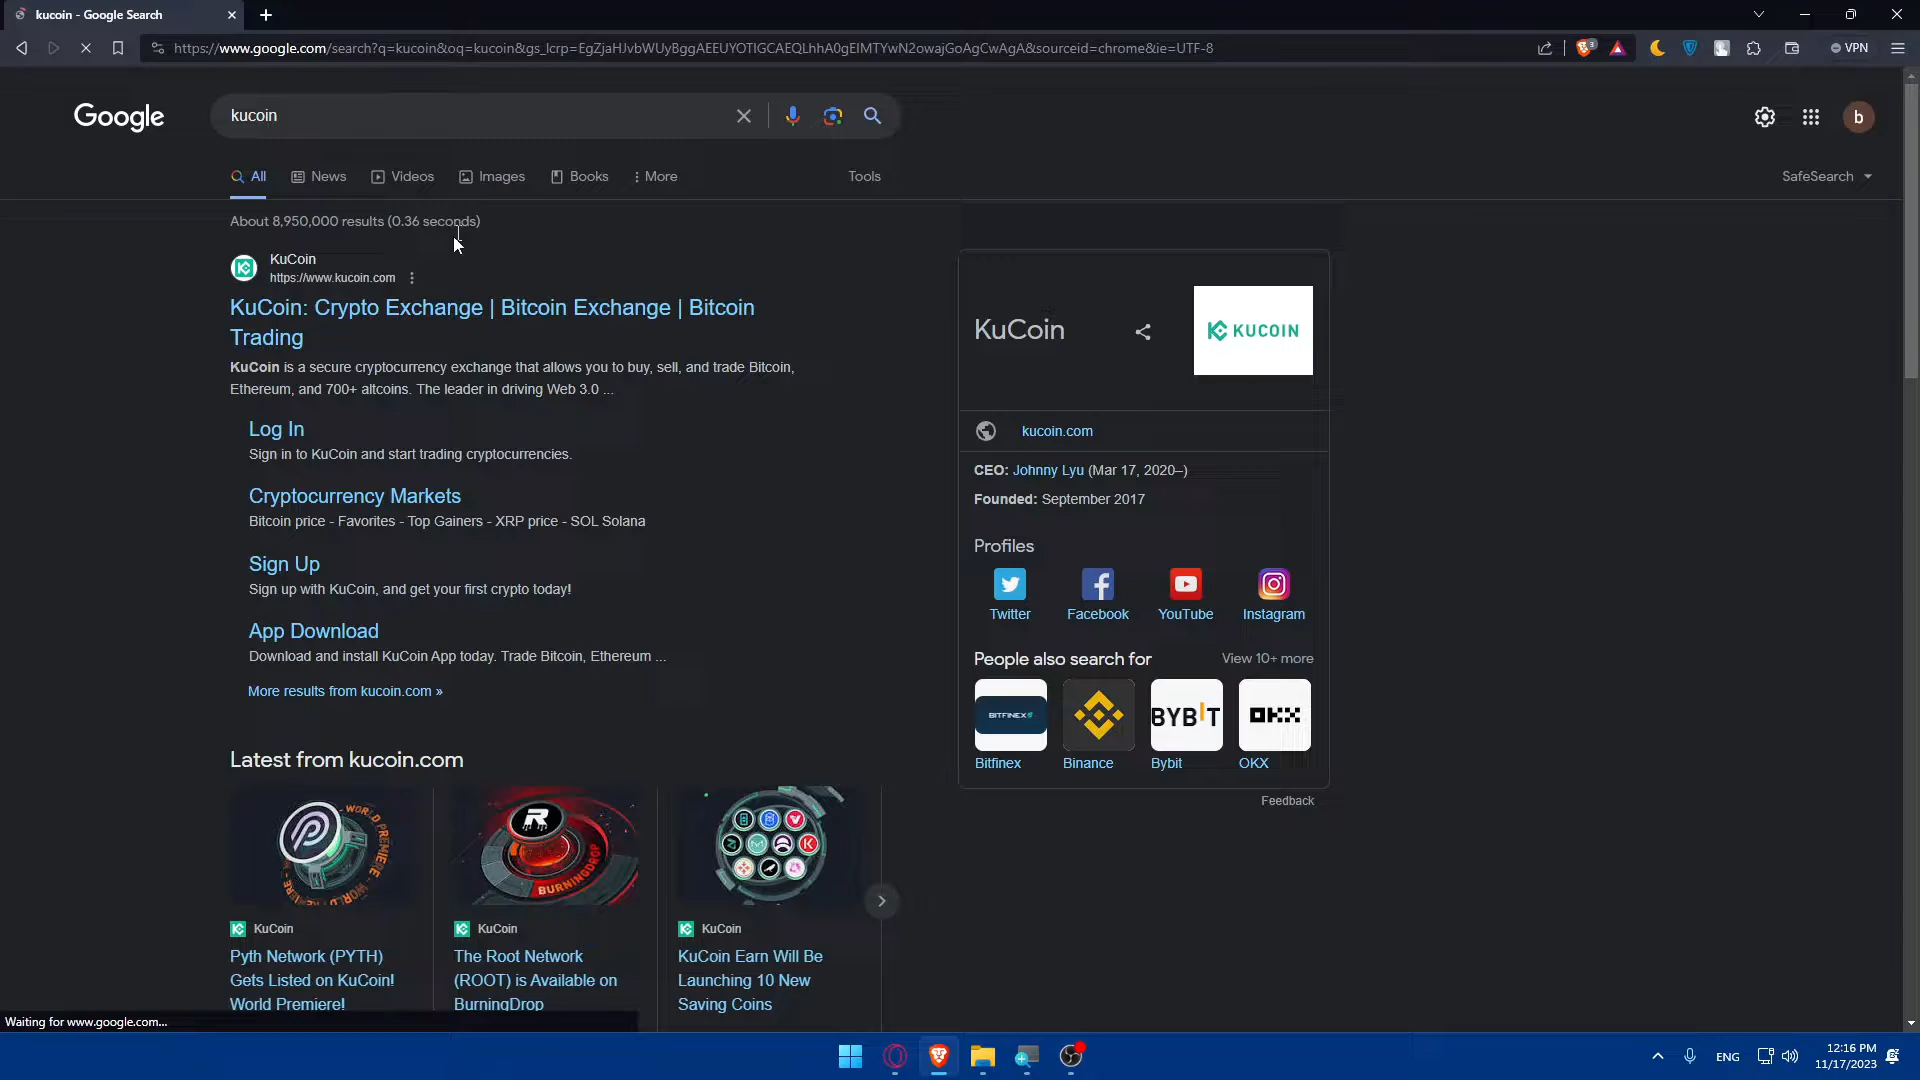 kucoin - Google Search
https://www.google.com/search?q=kucoin&oq=kucoin&gs_lcrp=EgZjaHJvbWUyBggAEEUYOTIGCAEQLhhA0gEIMTYwN2owajGoAgCwAgA&sourceid=chrome&ie=UTF-8
3
VPN
Google
kucoin
b
All
News
Videos
Images
Books
More
Tools
SafeSearch
About 8,950,000 results (0.36 seconds)
KuCoin
https://www.kucoin.com
KuCoin: Crypto Exchange | Bitcoin Exchange | Bitcoin
Trading
KuCoin is a secure cryptocurrency exchange that allows you to buy, sell, and trade Bitcoin,
Ethereum, and 700+ altcoins. The leader in driving Web 3.0 ...
Log In
Sign in to KuCoin and start trading cryptocurrencies.
Cryptocurrency Markets
Bitcoin price - Favorites - Top Gainers - XRP price - SOL Solana
Sign Up
Sign up with KuCoin, and get your first crypto today!
App Download
Download and install KuCoin App today. Trade Bitcoin, Ethereum ...
More results from kucoin.com »
Latest from kucoin.com
WORLD PREMIERE
WORLD PREMIERE
BURNINGDROP
KuCoin
Pyth Network (PYTH)
Gets Listed on KuCoin!
World Premiere!
KuCoin
The Root Network
(ROOT) is Available on
BurningDrop
KuCoin
KuCoin Earn Will Be
Launching 10 New
Saving Coins
KuCoin
KUCOIN
kucoin.com
CEO: Johnny Lyu (Mar 17, 2020–)
Founded: September 2017
Profiles
Twitter
Facebook
YouTube
Instagram
People also search for
View 10+ more
BITFINEX
BYBIT
OKX
Bitfinex
Binance
Bybit
OKX
Feedback
Waiting for www.google.com...
ENG
12:16 PM
11/17/2023